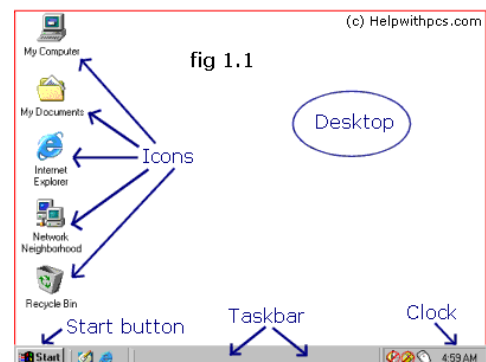 (c) Helpwithpcs.com
My Computer
fig 1.1
My Documents
Desktop
Icons
Internet
Explorer
Network
Neighborhood
Recycle Bin
Start button
Taskbar
Clock
Start
4:59 AM